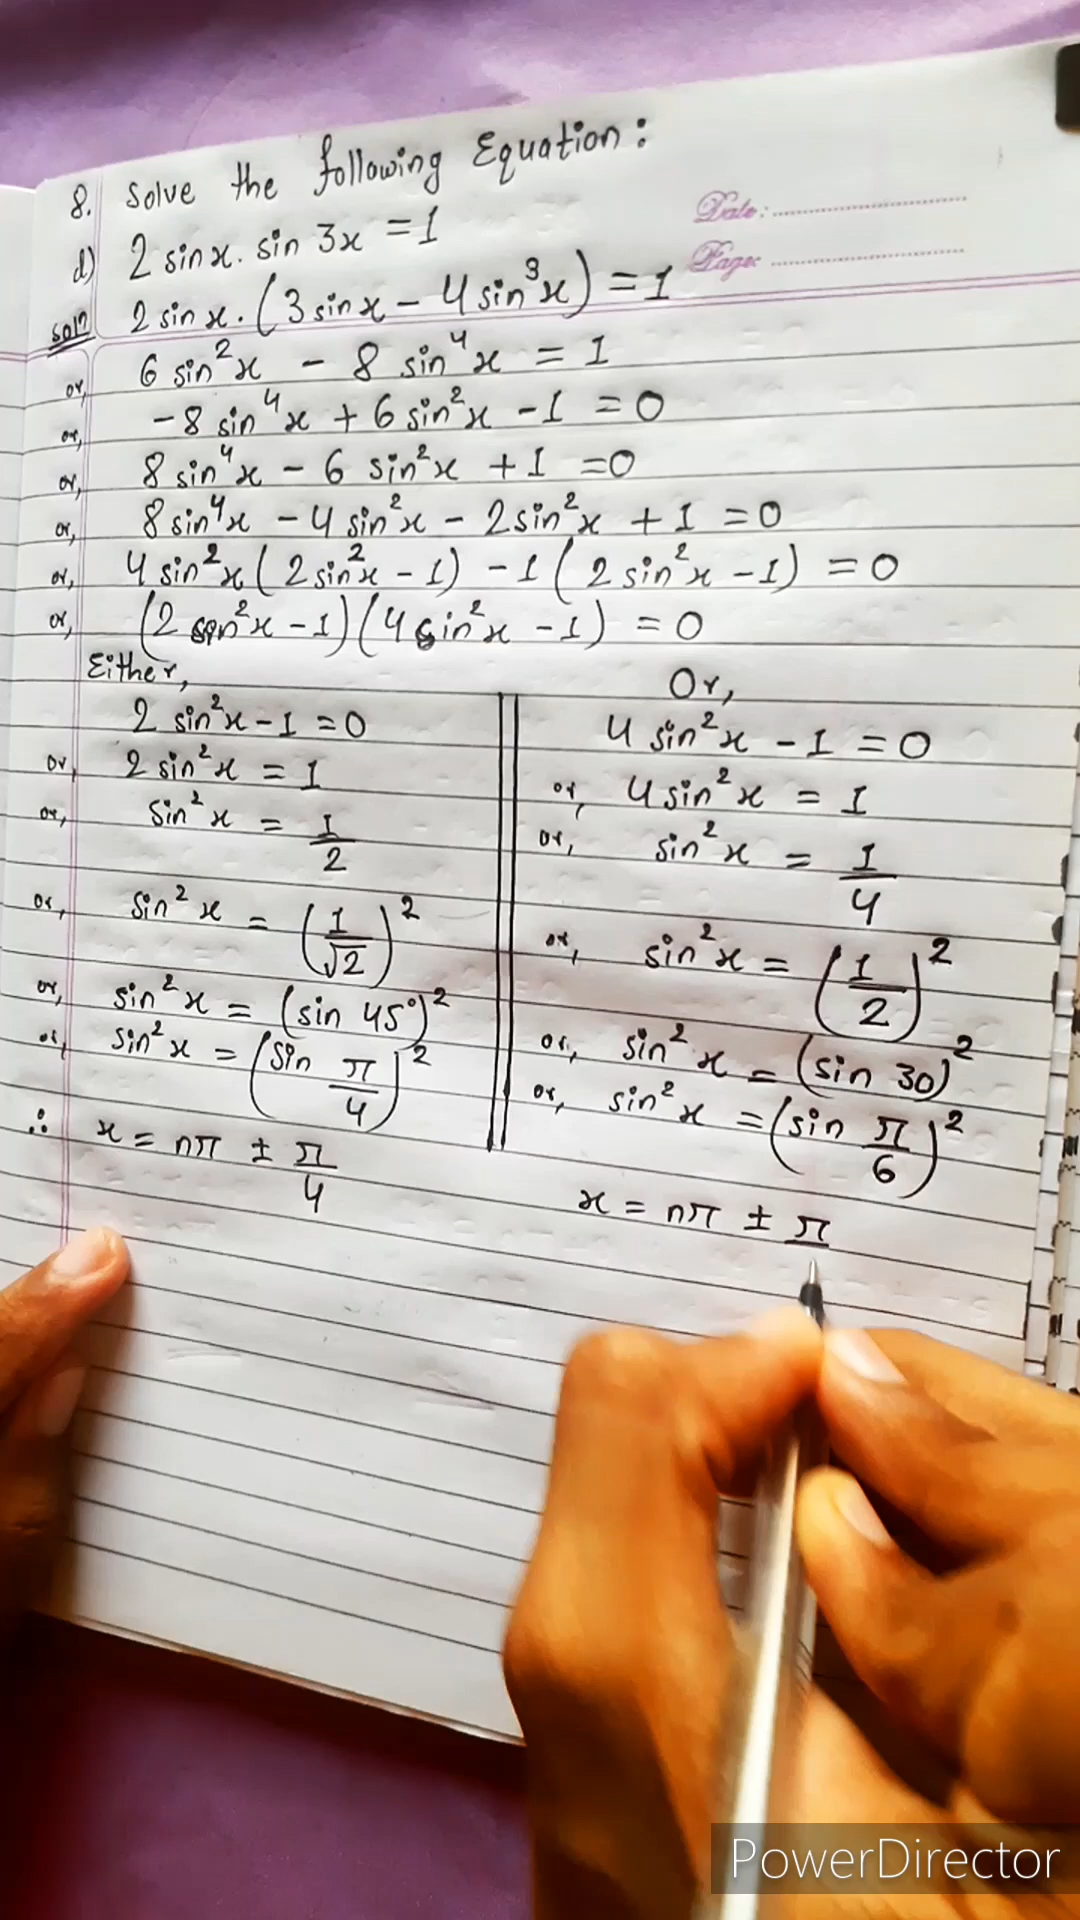 8. Solve the following Equation:
d) 2 sin x. sin 3x = 1
Date:
Page:
solⁿ 2 sin x. (3 sin x - 4 sin³x) = 1
or, 6 sin²x - 8 sin⁴x = 1
or, -8 sin⁴x + 6 sin²x - 1 = 0
or, 8 sin⁴x - 6 sin²x + 1 = 0
or, 8 sin⁴x - 4 sin²x - 2 sin²x + 1 = 0
or, 4 sin²x (2 sin²x - 1) - 1 (2 sin²x - 1) = 0
or, (2 sin²x - 1) (4 sin²x - 1) = 0
Either,
2 sin²x - 1 = 0
or, 2 sin²x = 1
or, sin²x = 1/2
or, sin²x = (1/√2)²
or, sin²x = (sin 45°)²
or, sin²x = (sin π/4)²
∴ x = nπ ± π/4
Or,
4 sin²x - 1 = 0
or, 4 sin²x = 1
or, sin²x = 1/4
or, sin²x = (1/2)²
or, sin²x = (sin 30)²
or, sin²x = (sin π/6)²
x = nπ ± π
PowerDirector